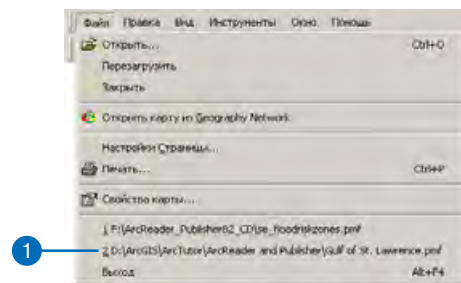 Файл Правка Вид Инструменты Окно Помощь
Открыть... Ctrl+O
Перезагрузить
Закрыть
Открыть карту из Geography Network
Настройки Страницы...
Печать... Ctrl+P
Свойства карты...
1 F:\ArcReader_Publisher82_CD\se_floodriskzones.pmf
1 2 D:\ArcGIS\ArcTutor\ArcReader and Publisher\Gulf of St. Lawrence.pmf
Выход Alt+F4